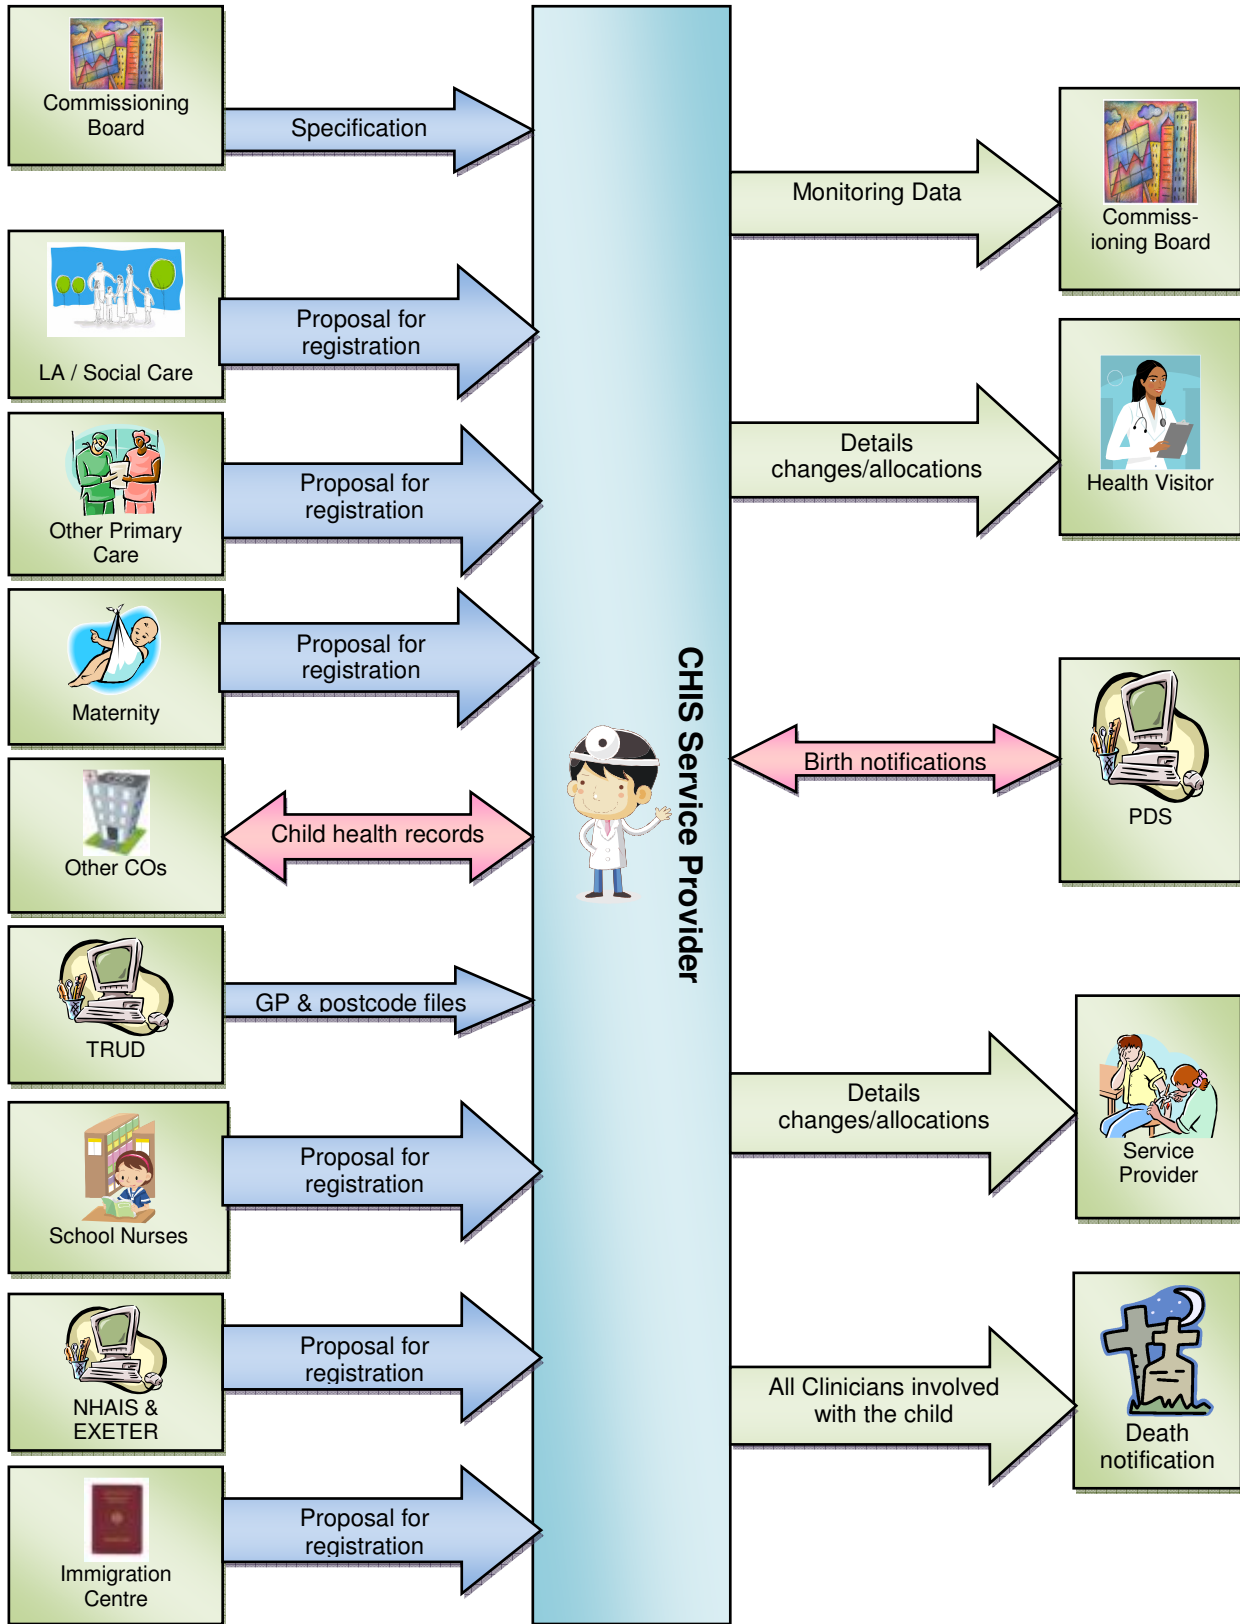 Commissioning
Board
Specification
LA / Social Care
Proposal for
registration
Other Primary
Care
Proposal for
registration
Maternity
Proposal for
registration
Other COs
Child health records
TRUD
GP & postcode files
School Nurses
Proposal for
registration
NHAIS &
EXETER
Proposal for
registration
Immigration
Centre
Proposal for
registration
CHIS Service Provider
Monitoring Data
Commiss-
ioning Board
Details
changes/allocations
Health Visitor
Birth notifications
PDS
Details
changes/allocations
Service
Provider
All Clinicians involved
with the child
Death
notification